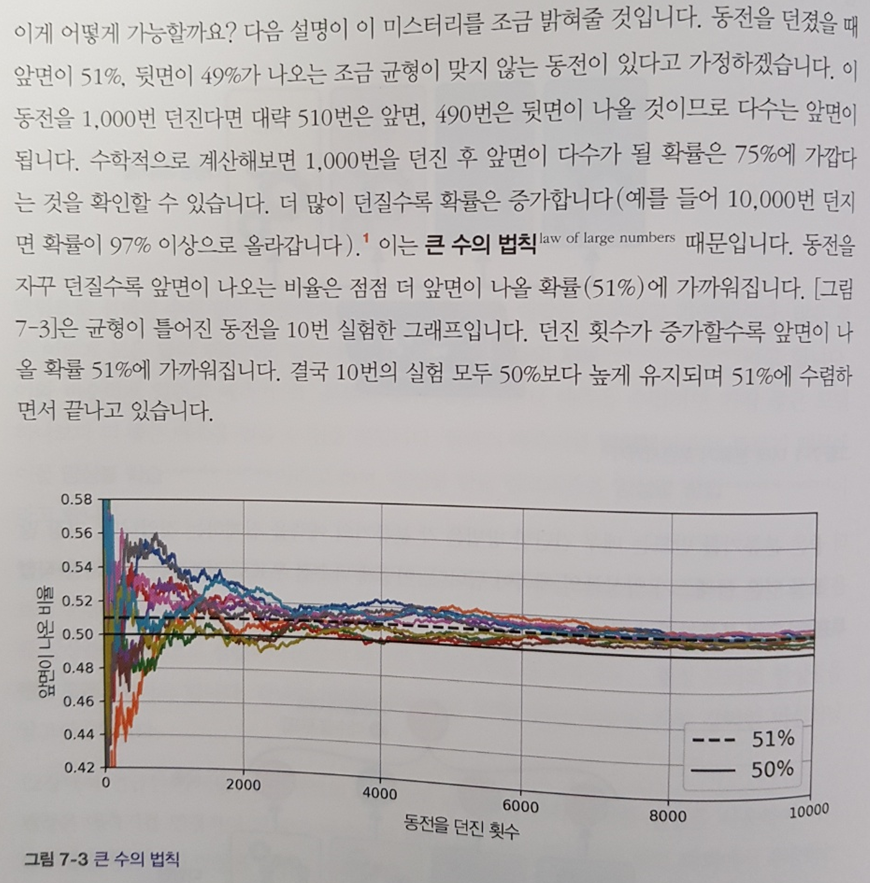 이게 어떻게 가능할까요? 다음 설명이 이 미스터리를 조금 밝혀줄 것입니다. 동전을 던졌을 때
앞면이 51%, 뒷면이 49%가 나오는 조금 균형이 맞지 않는 동전이 있다고 가정하겠습니다. 이
동전을 1,000번 던진다면 대략 510번은 앞면, 490번은 뒷면이 나올 것이므로 다수는 앞면이
됩니다. 수학적으로 계산해보면 1,000번을 던진 후 앞면이 다수가 될 확률은 75%에 가깝다
는 것을 확인할 수 있습니다. 더 많이 던질수록 확률은 증가합니다(예를 들어 10,000번 던지
면 확률이 97% 이상으로 올라갑니다).1 이는 큰 수의 법칙law of large numbers 때문입니다. 동전을
자꾸 던질수록 앞면이 나오는 비율은 점점 더 앞면이 나올 확률(51%)에 가까워집니다. [그림
7-3]은 균형이 틀어진 동전을 10번 실험한 그래프입니다. 던진 횟수가 증가할수록 앞면이 나
올 확률 51%에 가까워집니다. 결국 10번의 실험 모두 50%보다 높게 유지되며 51%에 수렴하
면서 끝나고 있습니다.
0.58
0.56
0.54
0.52
0.50
0.48
0.46
0.44
0.42
앞면이 나온 비율
51%
50%
0 2000 4000 6000 8000 10000
동전을 던진 횟수
그림 7-3 큰 수의 법칙